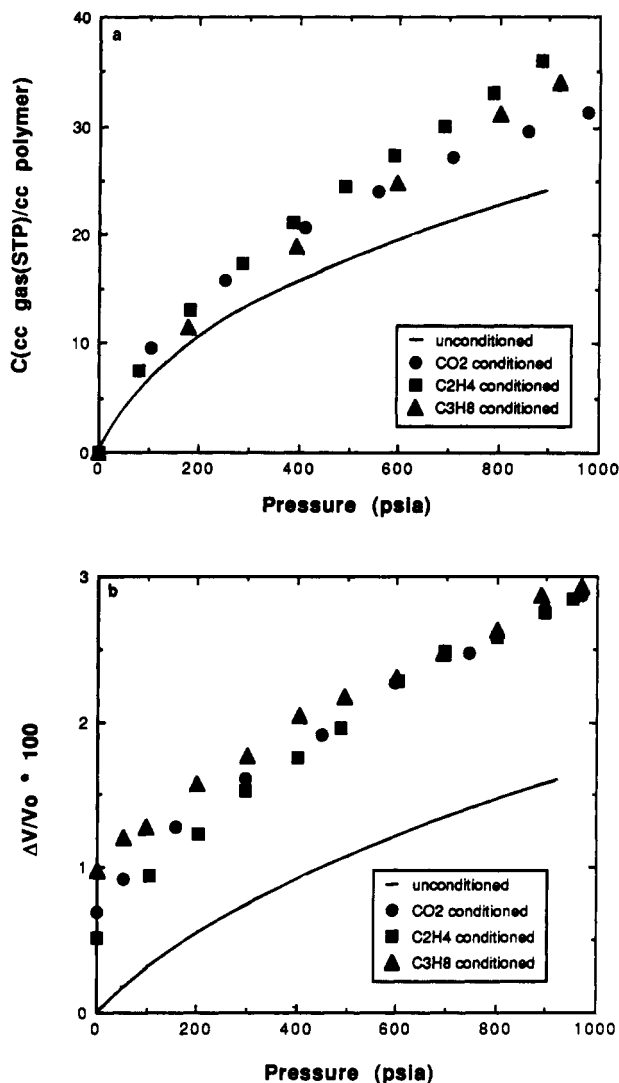 a
40
30
20
10
0
C(cc gas(STP)/cc polymer)
unconditioned
CO2 conditioned
C2H4 conditioned
C3H8 conditioned
0 200 400 600 800 1000
Pressure (psia)
b
3
2
1
0
ΔV/Vo * 100
unconditioned
CO2 conditioned
C2H4 conditioned
C3H8 conditioned
0 200 400 600 800 1000
Pressure (psia)